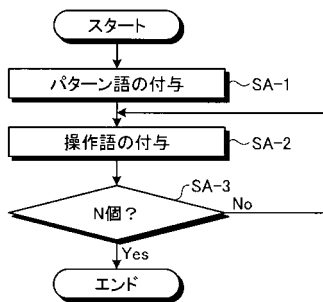 スタート
パターン語の付与
SA-1
操作語の付与
SA-2
SA-3
N個？
No
Yes
エンド